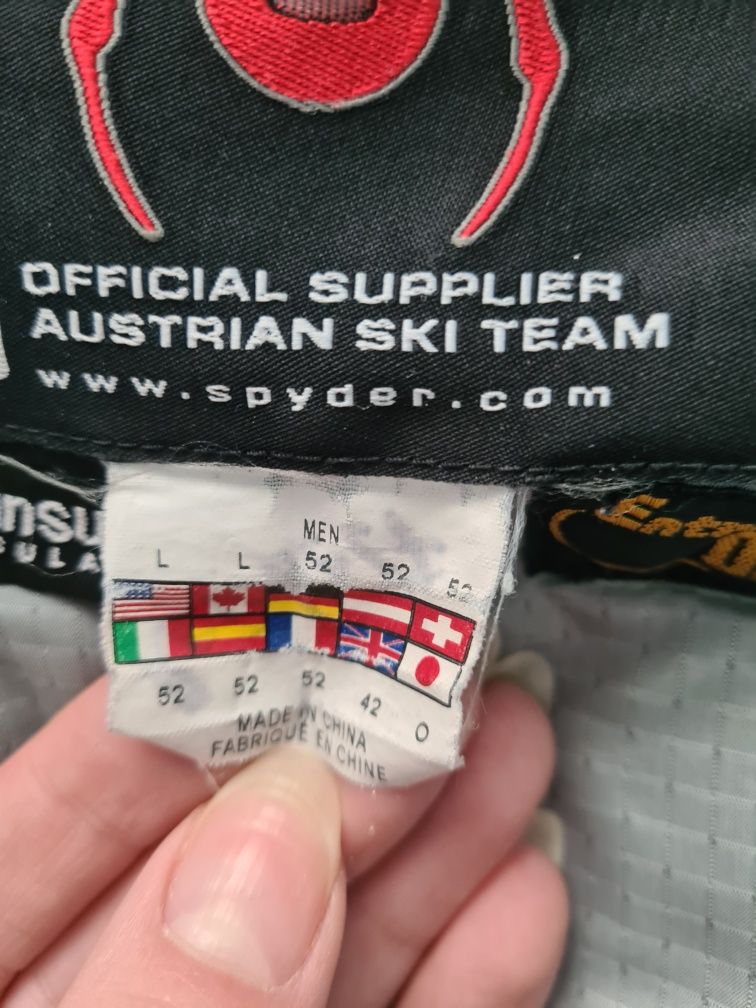 OFFICIAL SUPPLIER
AUSTRIAN SKI TEAM
www.spyder.com
MEN
L L 52 52 52
52 52 52 42 O
MADE IN CHINA
FABRIQUÉ EN CHINE